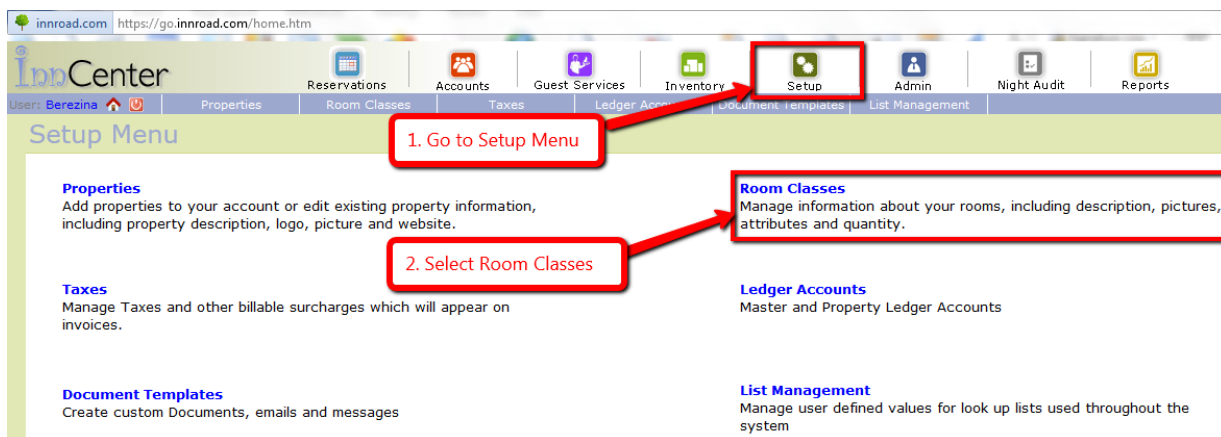 innroad.com https://go.innroad.com/home.htm
InnCenter
Reservations Accounts Guest Services Inventory Setup Admin Night Audit Reports
User: Berezina Properties Room Classes Taxes Ledger Accounts Document Templates List Management
Setup Menu
1. Go to Setup Menu
Properties
Add properties to your account or edit existing property information,
including property description, logo, picture and website.
Room Classes
Manage information about your rooms, including description, pictures,
attributes and quantity.
2. Select Room Classes
Taxes
Manage Taxes and other billable surcharges which will appear on
invoices.
Ledger Accounts
Master and Property Ledger Accounts
Document Templates
Create custom Documents, emails and messages
List Management
Manage user defined values for look up lists used throughout the
system